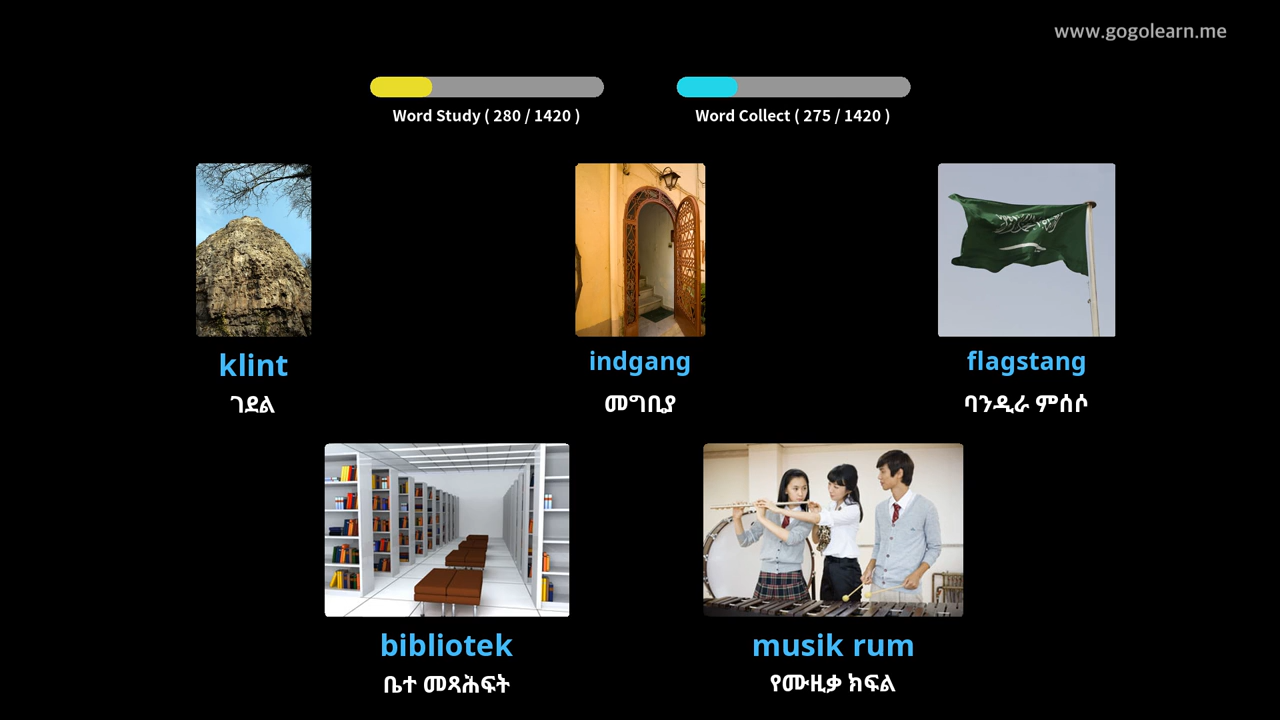 www.gogolearn.me
Word Study ( 280 / 1420 )
Word Collect ( 275 / 1420 )
klint
ገደል
indgang
መግቢያ
flagstang
ባንዲራ ምሰሶ
bibliotek
ቤተ መጻሕፍት
musik rum
የሙዚቃ ክፍል